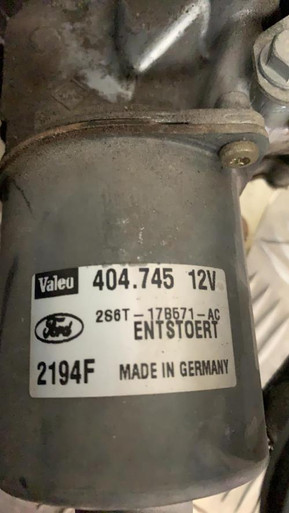 Valeo 404.745 12V
Ford 2S6T-17B571-AC
ENTSTOERT
2194F MADE IN GERMANY